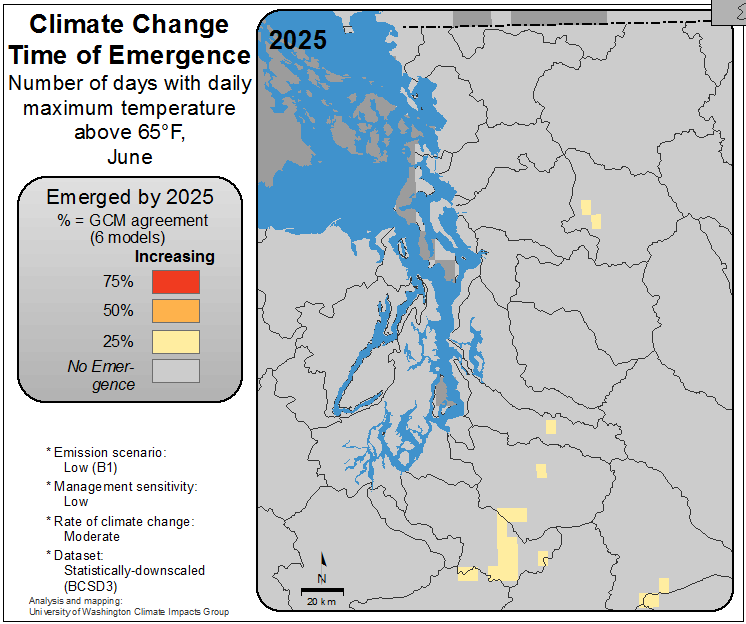 Climate Change
Time of Emergence
Number of days with daily
maximum temperature
above 65°F,
June
Emerged by 2025
% = GCM agreement
(6 models)
Increasing
75%
50%
25%
No Emer-
gence
* Emission scenario:
Low (B1)
* Management sensitivity:
Low
* Rate of climate change:
Moderate
* Dataset:
Statistically-downscaled
(BCSD3)
Analysis and mapping:
University of Washington Climate Impacts Group
2025
N
20 km